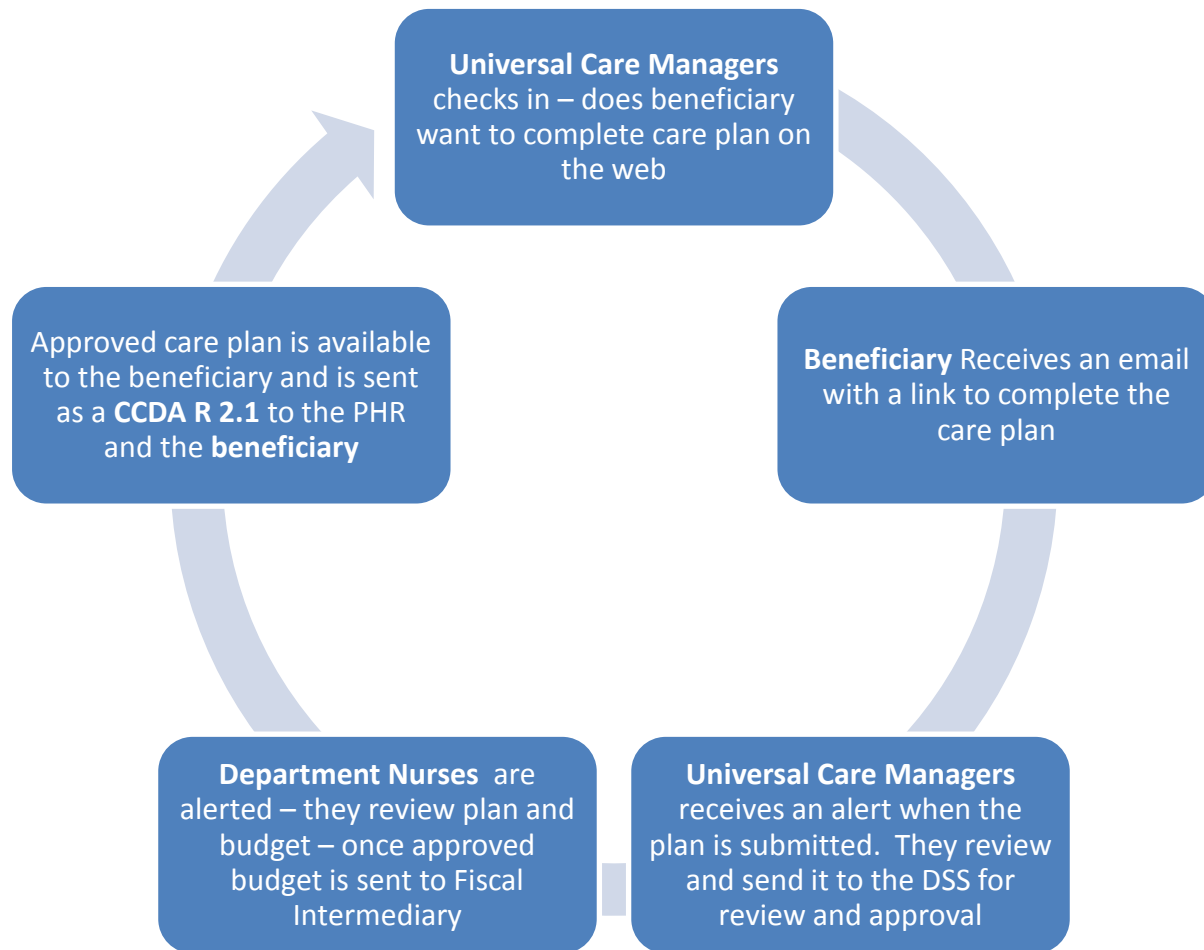 Universal Care Managers
checks in – does beneficiary
want to complete care plan on
the web
Beneficiary Receives an email
with a link to complete the
care plan
Universal Care Managers
receives an alert when the
plan is submitted.  They review
and send it to the DSS for
review and approval
Department Nurses  are
alerted – they review plan and
budget – once approved
budget is sent to Fiscal
Intermediary
Approved care plan is available
to the beneficiary and is sent
as a CCDA R 2.1 to the PHR
and the beneficiary